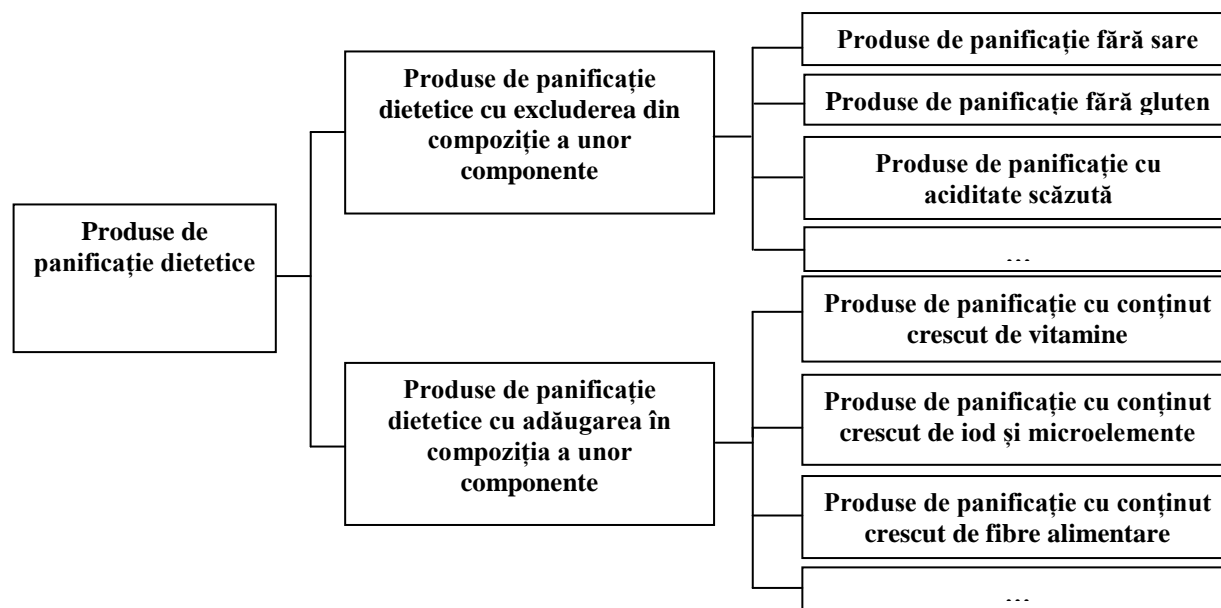 Produse de
panificație dietetice
Produse de panificație
dietetice cu excluderea din
compoziție a unor
componente
Produse de panificație fără sare
Produse de panificație fără gluten
Produse de panificație cu
aciditate scăzută
…
Produse de panificație
dietetice cu adăugarea în
compoziția a unor
componente
Produse de panificație cu conținut
crescut de vitamine
Produse de panificație cu conținut
crescut de iod și microelemente
Produse de panificație cu conținut
crescut de fibre alimentare
…